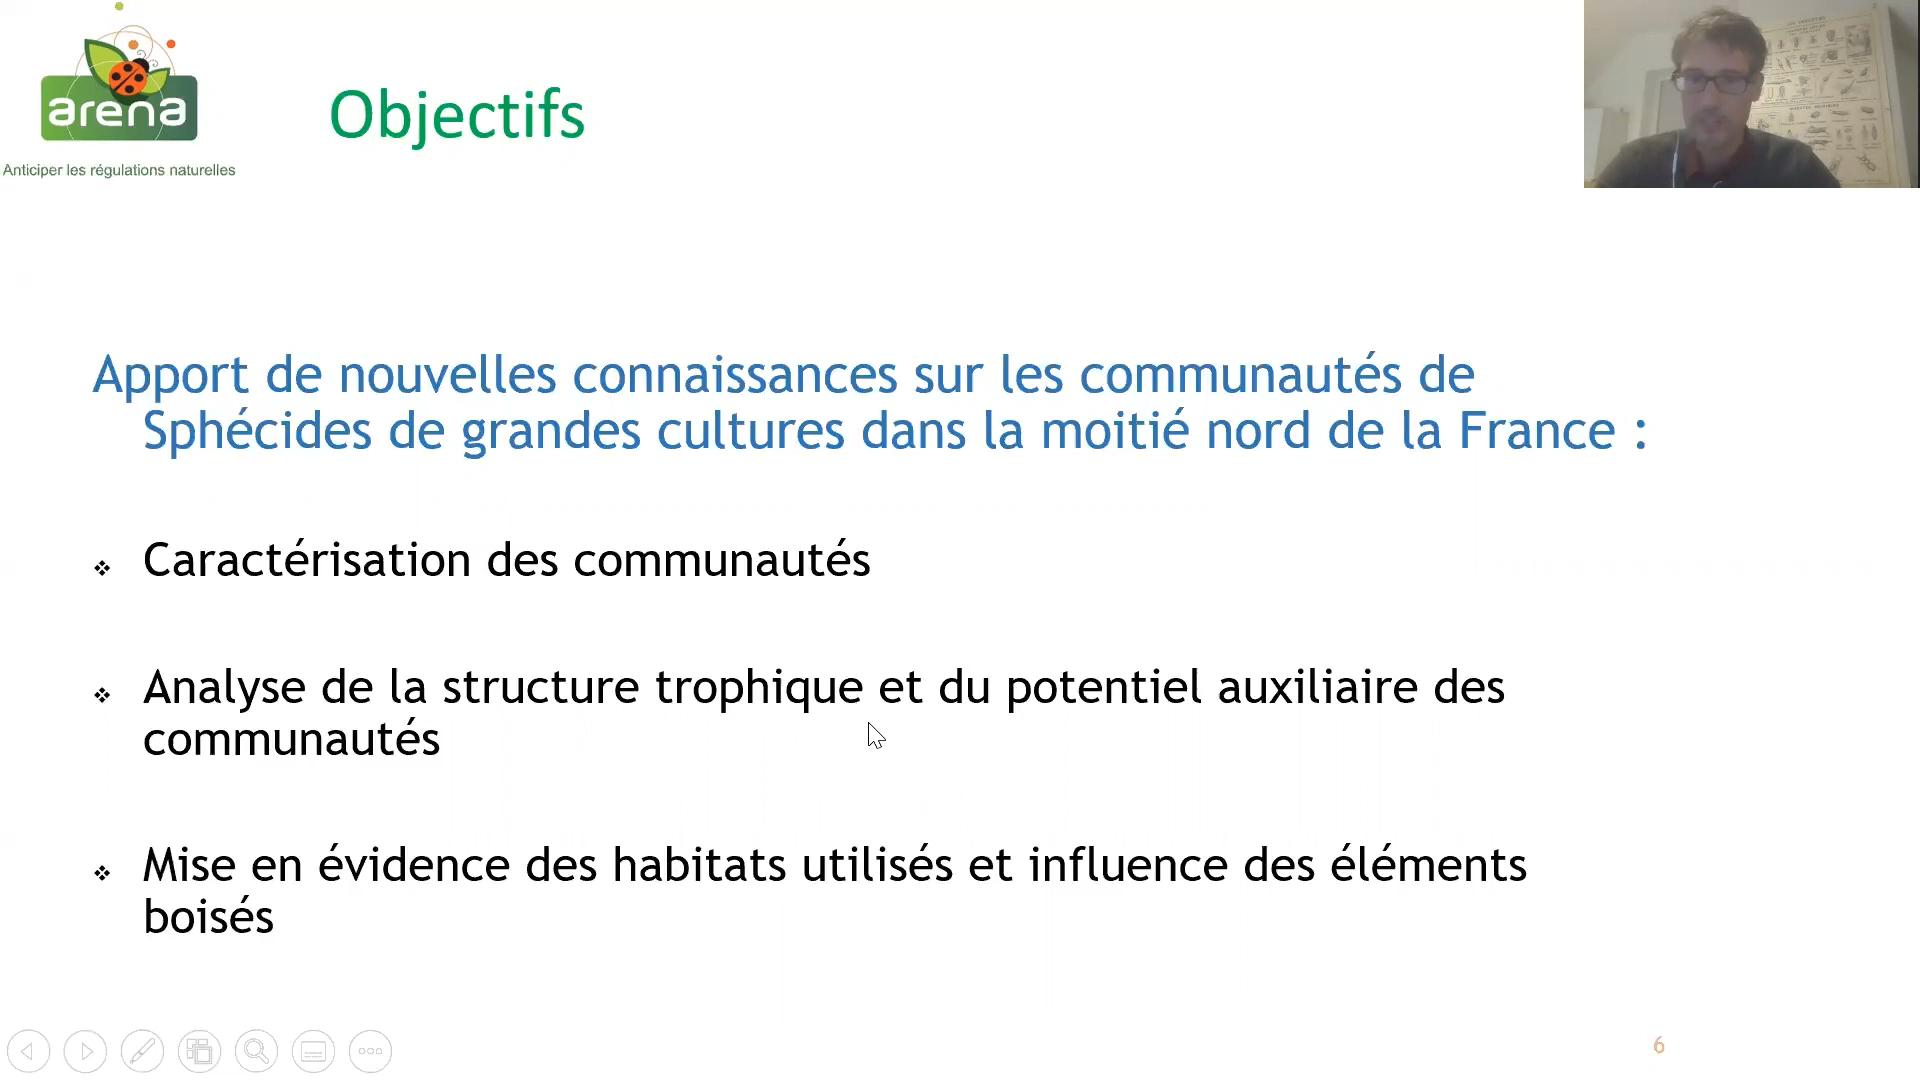 arena
Anticiper les régulations naturelles
Objectifs
Apport de nouvelles connaissances sur les communautés de
Sphécides de grandes cultures dans la moitié nord de la France :
Caractérisation des communautés
Analyse de la structure trophique et du potentiel auxiliaire des
communautés
Mise en évidence des habitats utilisés et influence des éléments
boisés
6